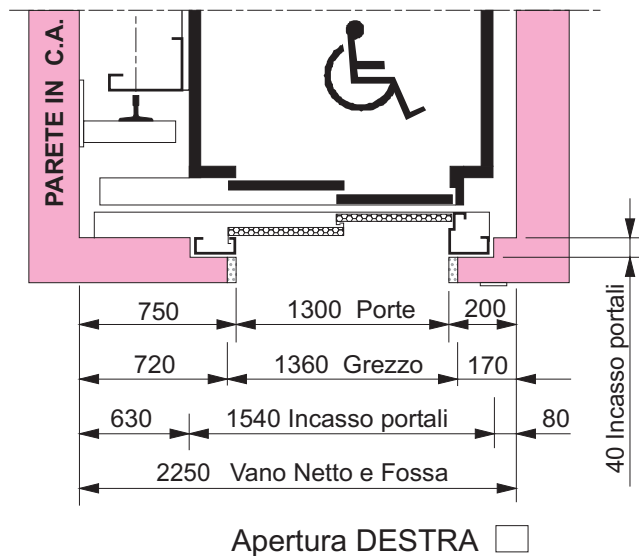 PARETE IN C.A.
750 1300 Porte 200
720 1360 Grezzo 170
630 1540 Incasso portali 80
2250 Vano Netto e Fossa
40 Incasso portali
Apertura DESTRA